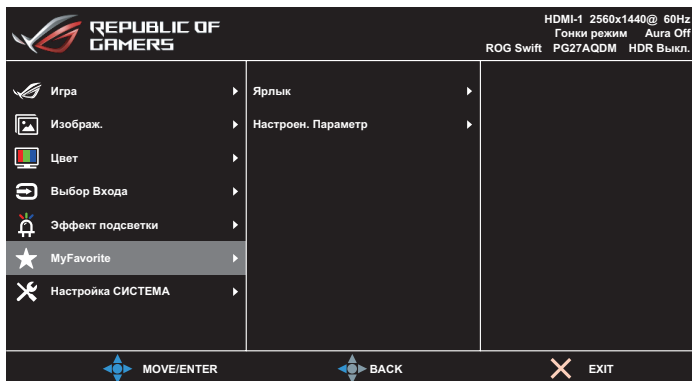 REPUBLIC OF
GAMERS
HDMI-1 2560x1440@ 60Hz
Гонки режим Aura Off
ROG Swift PG27AQDM HDR Выкл.
Игра
Ярлык
Изображ.
Настроен. Параметр
Цвет
Выбор Входа
Эффект подсветки
MyFavorite
Настройка СИСТЕМА
MOVE/ENTER
BACK
EXIT